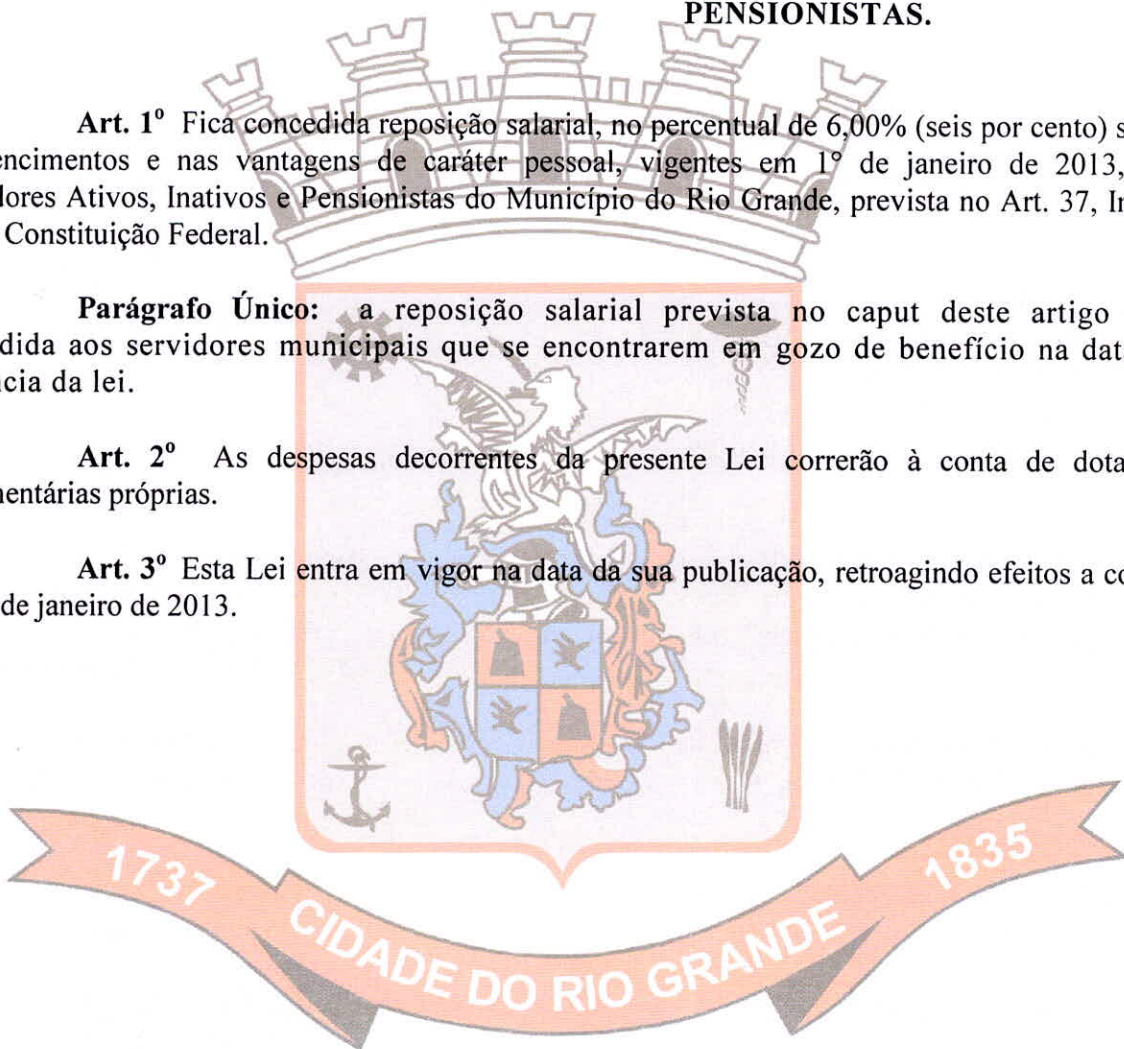 PENSIONISTAS.
Art. 1º Fica concedida reposição salarial, no percentual de 6,00% (seis por cento) s
encimentos e nas vantagens de caráter pessoal, vigentes em 1º de janeiro de 2013,
lores Ativos, Inativos e Pensionistas do Município do Rio Grande, prevista no Art. 37, In
Constituição Federal.
Parágrafo Único: a reposição salarial prevista no caput deste artigo
dida aos servidores municipais que se encontrarem em gozo de benefício na dat
cia da lei.
Art. 2º As despesas decorrentes da presente Lei correrão à conta de dota
nentárias próprias.
Art. 3º Esta Lei entra em vigor na data da sua publicação, retroagindo efeitos a co
de janeiro de 2013.
1737 CIDADE DO RIO GRANDE 1835